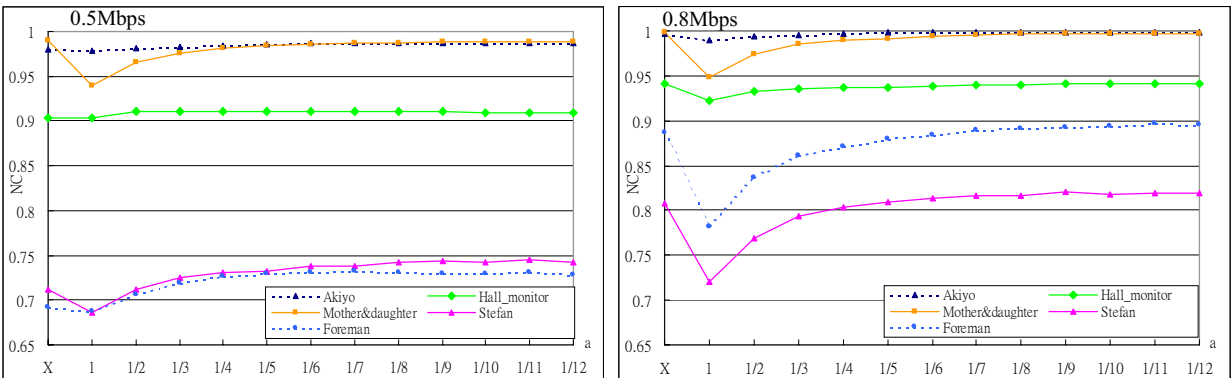 0.5Mbps
1
0.95
0.9
0.85
NC
0.8
0.75
0.7
0.65
Akiyo
Hall_monitor
Mother&daughter
Stefan
Foreman
a
X 1 1/2 1/3 1/4 1/5 1/6 1/7 1/8 1/9 1/10 1/11 1/12
0.8Mbps
1
0.95
0.9
0.85
NC
0.8
0.75
0.7
0.65
Akiyo
Hall_monitor
Mother&daughter
Stefan
Foreman
a
X 1 1/2 1/3 1/4 1/5 1/6 1/7 1/8 1/9 1/10 1/11 1/12